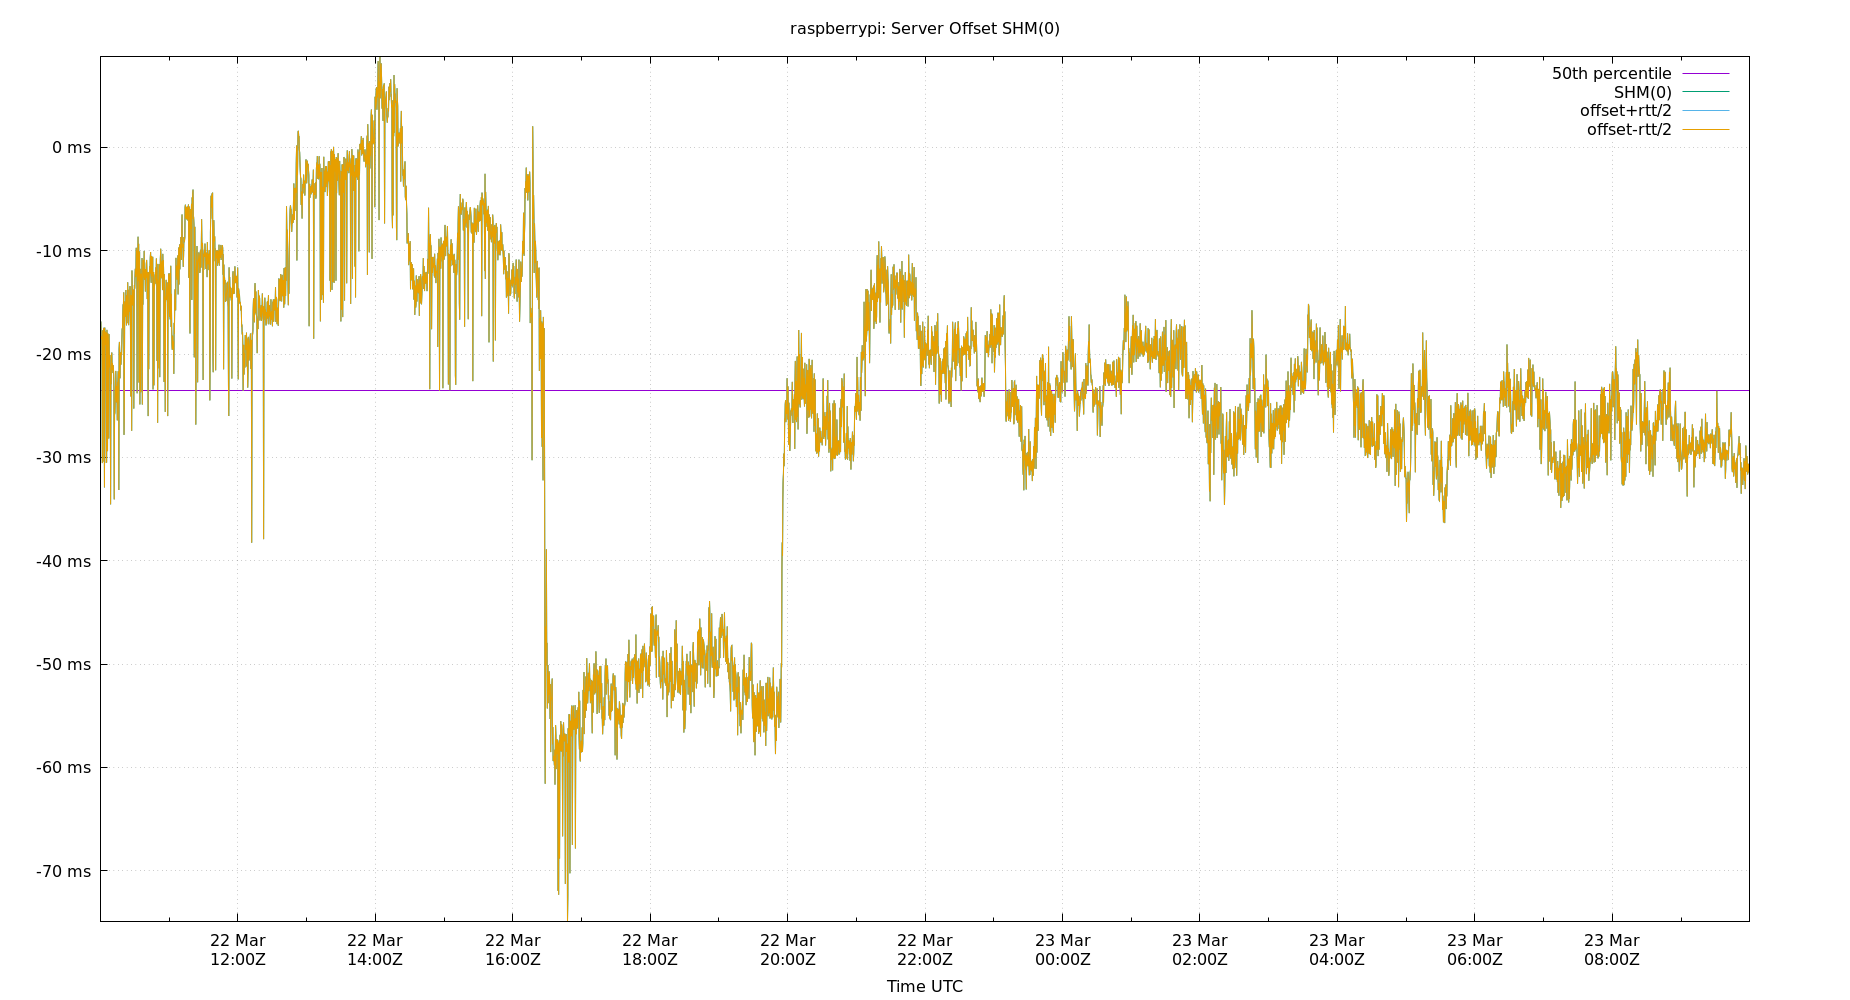 raspberrypi: Server Offset SHM(0)
50th percentile
SHM(0)
offset+rtt/2
offset-rtt/2
0 ms
-10 ms
-20 ms
-30 ms
-40 ms
-50 ms
-60 ms
-70 ms
22 Mar 22 Mar 22 Mar 22 Mar 22 Mar 22 Mar 23 Mar 23 Mar 23 Mar 23 Mar 23 Mar
12:00Z 14:00Z 16:00Z 18:00Z 20:00Z 22:00Z 00:00Z 02:00Z 04:00Z 06:00Z 08:00Z
Time UTC